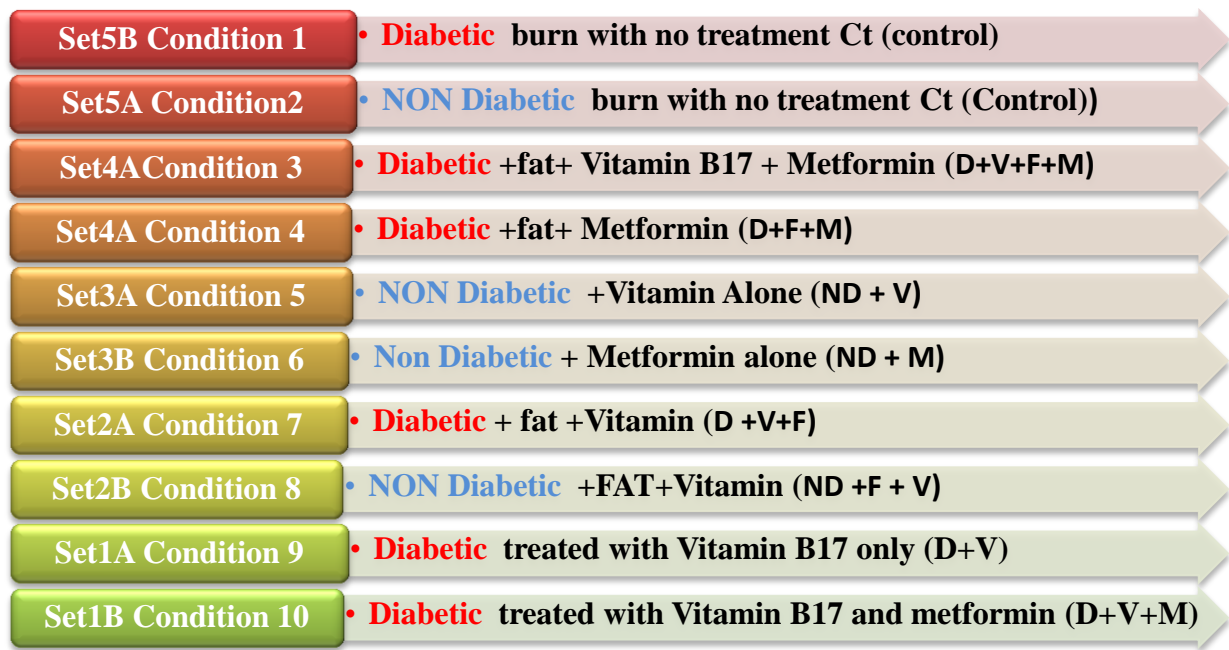 Set5B Condition 1 • Diabetic burn with no treatment Ct (control)
Set5A Condition2 • NON Diabetic burn with no treatment Ct (Control))
Set4ACondition 3 • Diabetic +fat+ Vitamin B17 + Metformin (D+V+F+M)
Set4A Condition 4 • Diabetic +fat+ Metformin (D+F+M)
Set3A Condition 5 • NON Diabetic +Vitamin Alone (ND + V)
Set3B Condition 6 • Non Diabetic + Metformin alone (ND + M)
Set2A Condition 7 • Diabetic + fat +Vitamin (D +V+F)
Set2B Condition 8 • NON Diabetic +FAT+Vitamin (ND +F + V)
Set1A Condition 9 • Diabetic treated with Vitamin B17 only (D+V)
Set1B Condition 10 • Diabetic treated with Vitamin B17 and metformin (D+V+M)